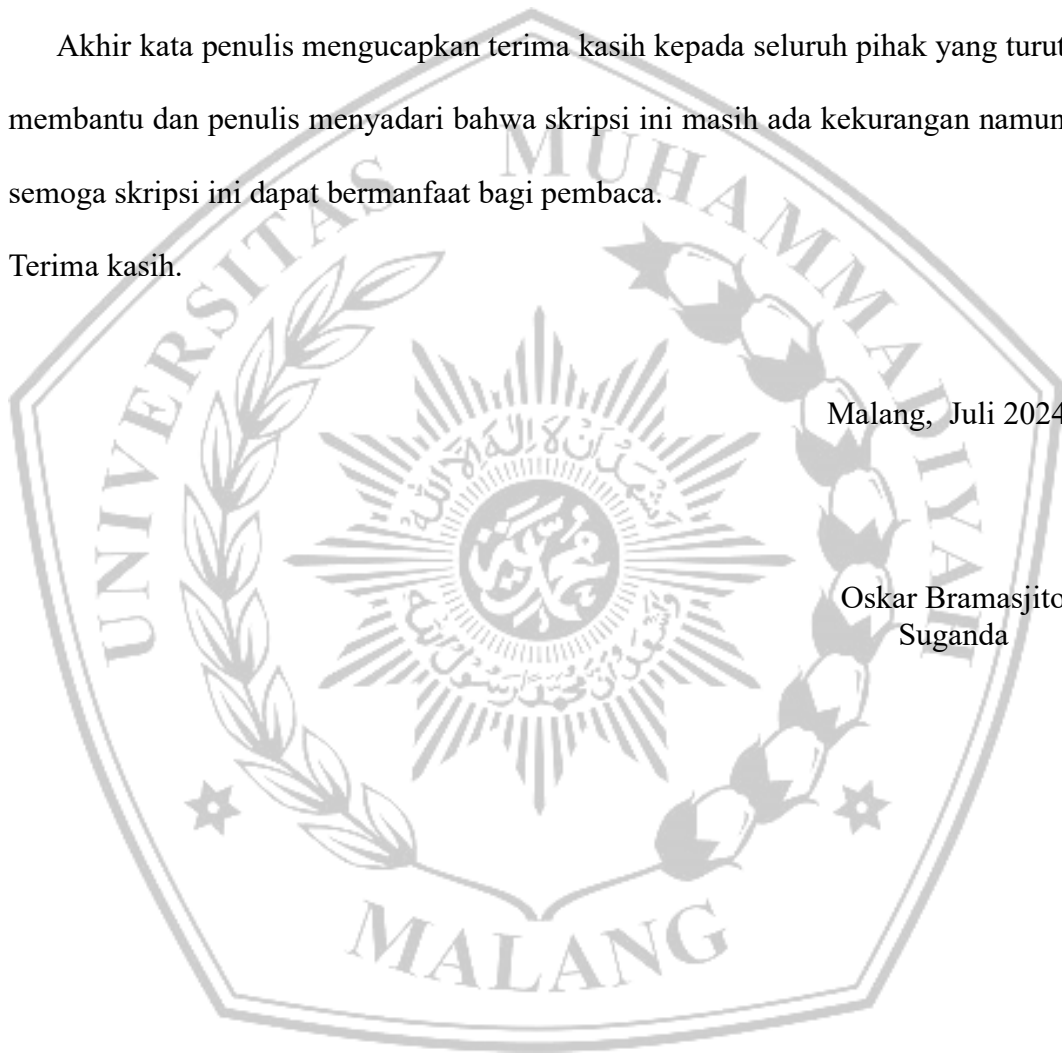 Akhir kata penulis mengucapkan terima kasih kepada seluruh pihak yang turut
membantu dan penulis menyadari bahwa skripsi ini masih ada kekurangan namun
semoga skripsi ini dapat bermanfaat bagi pembaca.
Terima kasih.
Malang,  Juli 2024
Oskar Bramasjito
Suganda
UNIVERSITAS MUHAMMADIYAH
MALANG